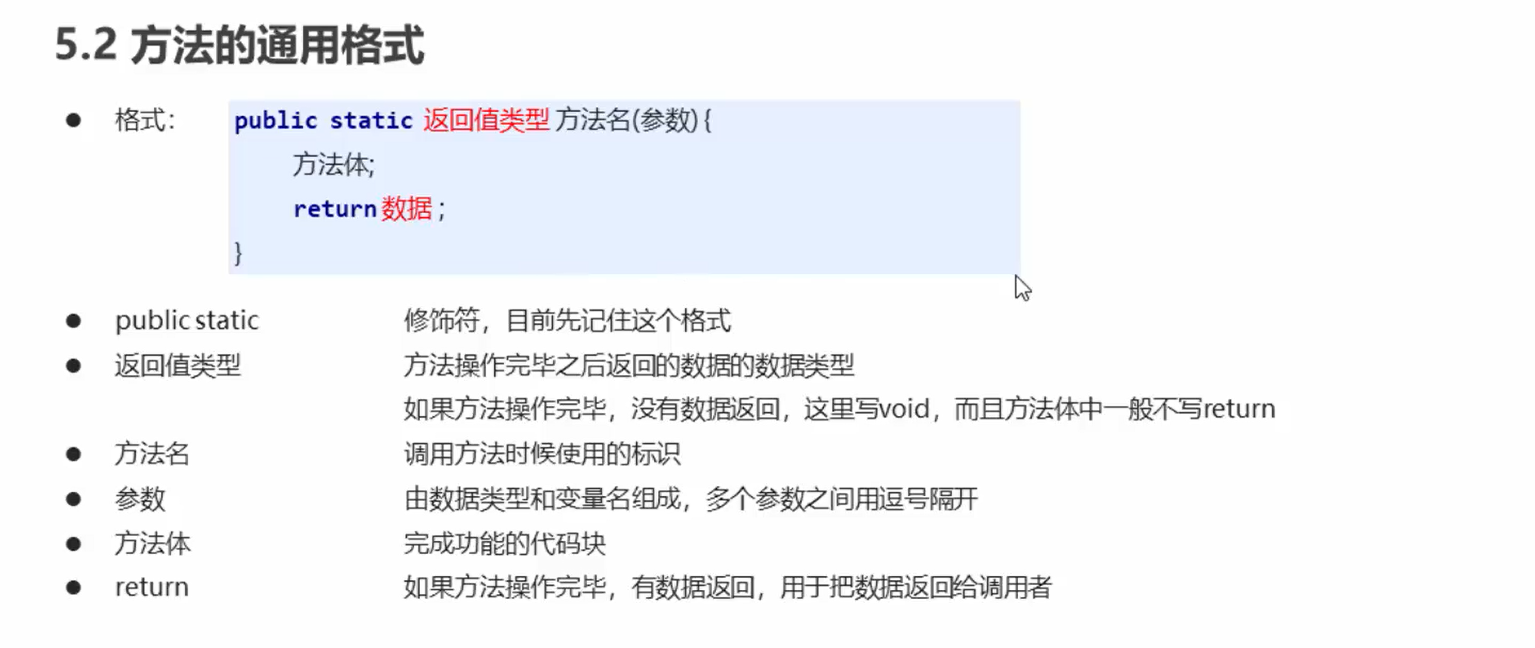 5.2 方法的通用格式
● 格式: public static 返回值类型 方法名(参数) {
方法体;
return 数据 ;
}
● public static 修饰符，目前先记住这个格式
● 返回值类型 方法操作完毕之后返回的数据的数据类型
如果方法操作完毕，没有数据返回，这里写void，而且方法体中一般不写return
● 方法名 调用方法时候使用的标识
● 参数 由数据类型和变量名组成，多个参数之间用逗号隔开
● 方法体 完成功能的代码块
● return 如果方法操作完毕，有数据返回，用于把数据返回给调用者